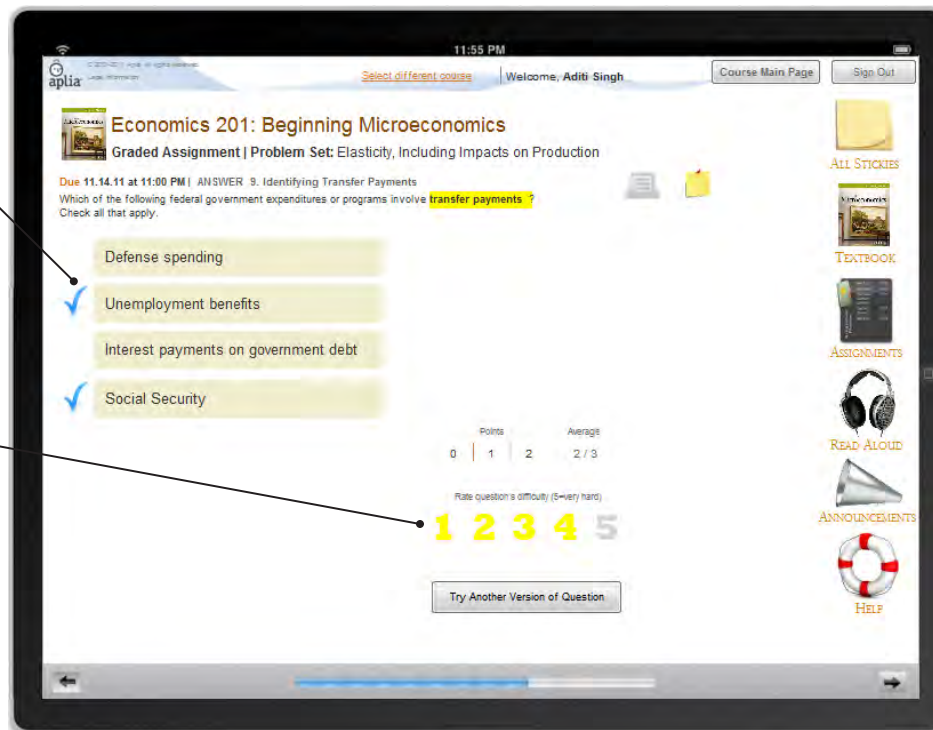 11:55 PM
aplia
Select different course
Welcome, Aditi Singh
Course Main Page
Sign Out
Economics 201: Beginning Microeconomics
Graded Assignment | Problem Set: Elasticity, Including Impacts on Production
Due 11.14.11 at 11:00 PM | ANSWER 9. Identifying Transfer Payments
Which of the following federal government expenditures or programs involve transfer payments ?
Check all that apply.
Defense spending
Unemployment benefits
Interest payments on government debt
Social Security
Points Average
0 1 2 2 / 3
Rate question's difficulty (5=very hard)
1 2 3 4 5
Try Another Version of Question
ALL STICKIES
TEXTBOOK
ASSIGNMENTS
READ ALOUD
ANNOUNCEMENTS
HELP